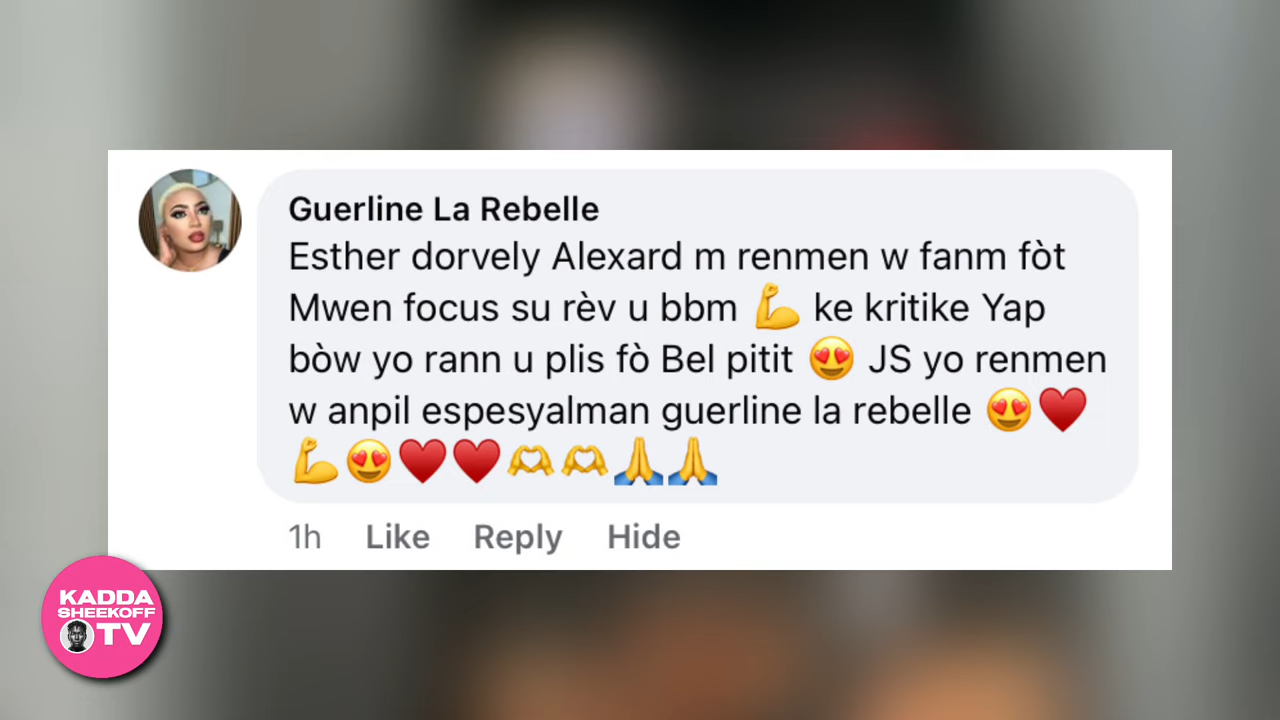 Guerline La Rebelle
Esther dorvely Alexard m renmen w fanm fòt
Mwen focus su rèv u bbm 💪 ke kritike Yap
bòw yo rann u plis fò Bel pitit 😍 JS yo renmen
w anpil espesyalman guerline la rebelle 😍♥️
💪😍♥️♥️🫶🫶🙏🙏
1h Like Reply Hide
KADDA
SHEEKOFF
TV